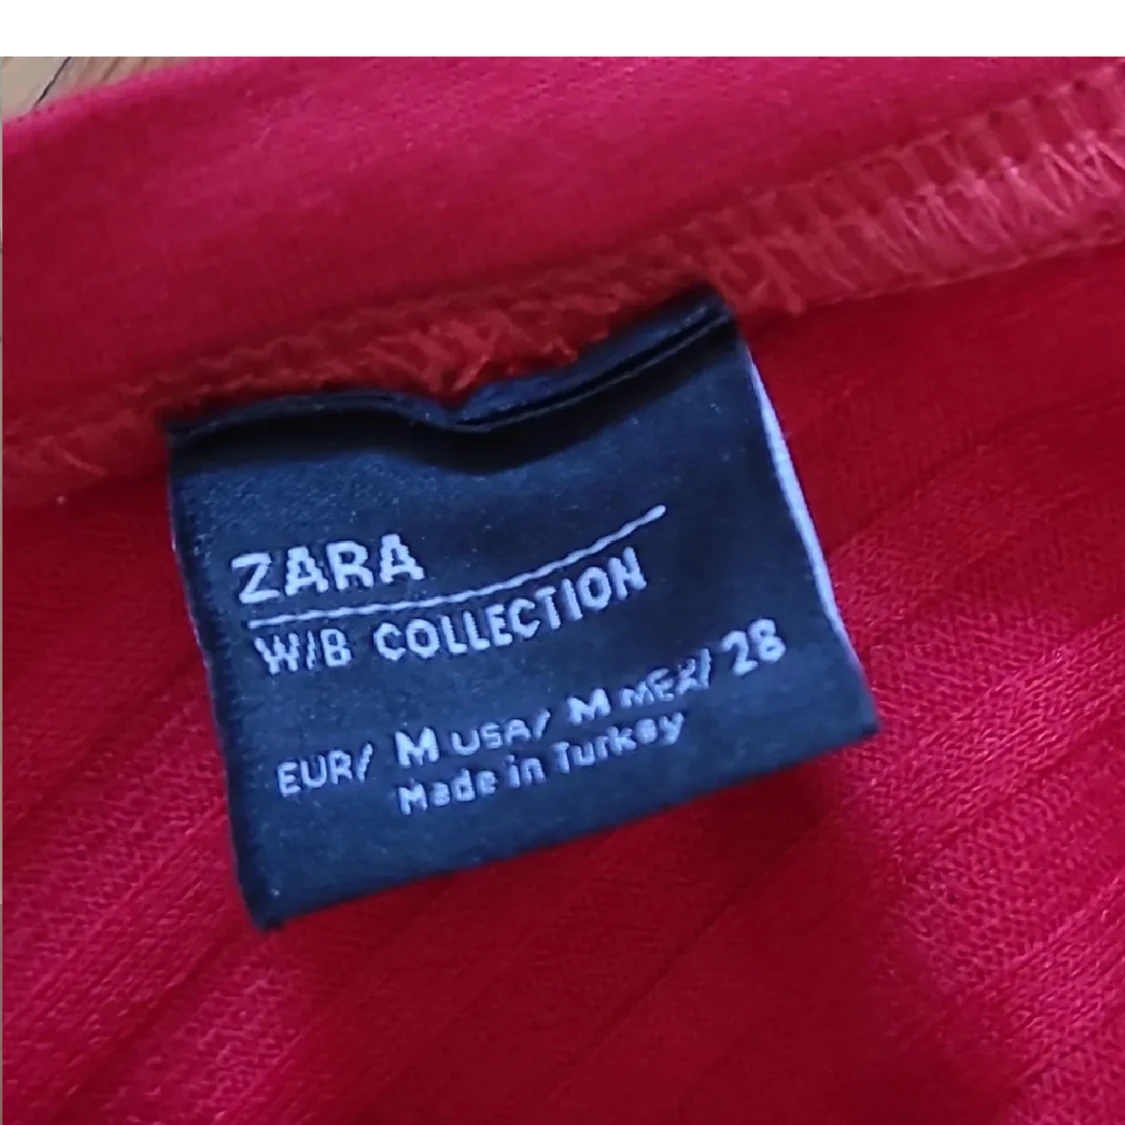 ZARA
W/B COLLECTION
EUR/ M USA/ M MEX/ 28
Made in Turkey